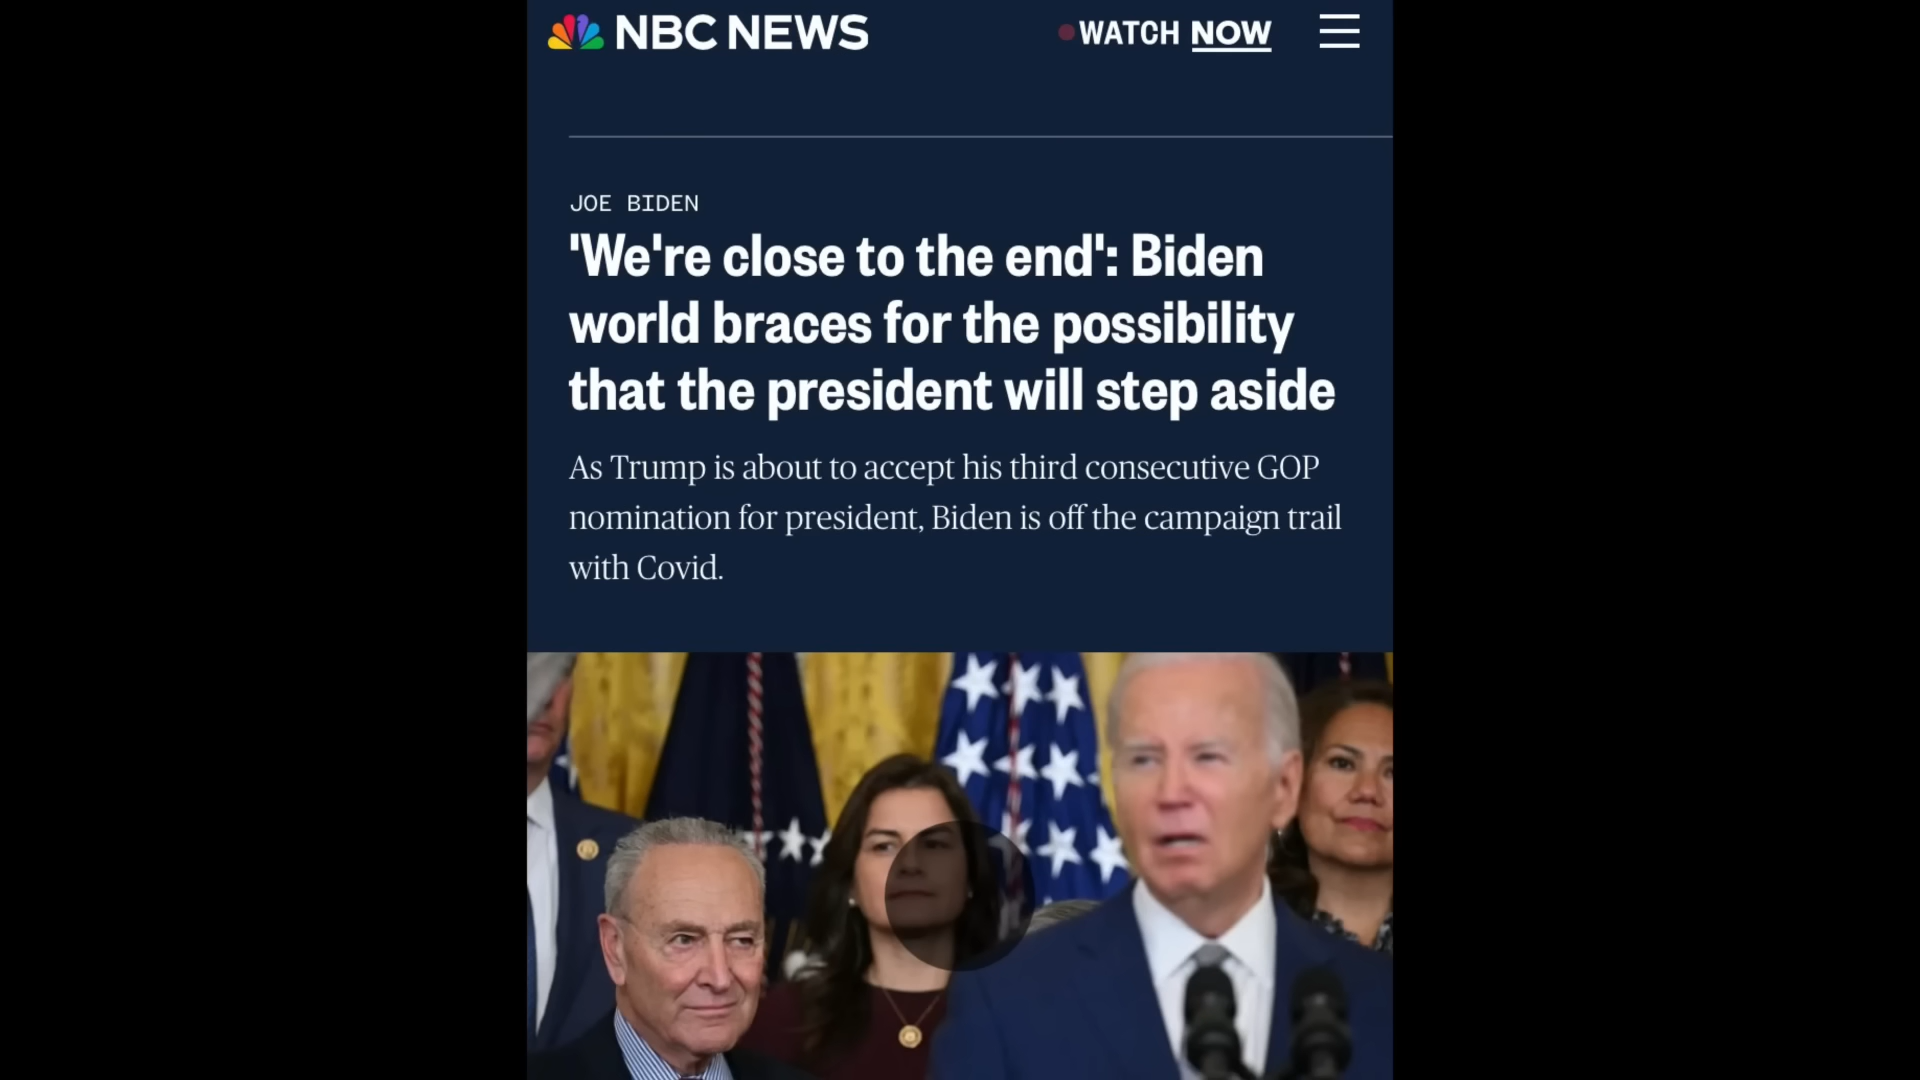 NBC NEWS
WATCH NOW
JOE BIDEN
'We're close to the end': Biden
world braces for the possibility
that the president will step aside
As Trump is about to accept his third consecutive GOP
nomination for president, Biden is off the campaign trail
with Covid.